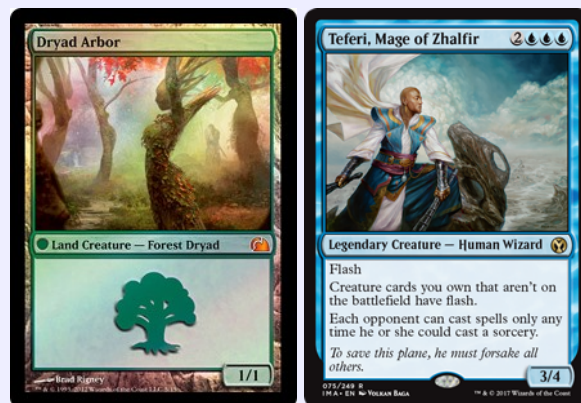 Dryad Arbor
Land Creature — Forest Dryad
Brad Rigney
1/1
Teferi, Mage of Zhalfir 2
Legendary Creature — Human Wizard
Flash
Creature cards you own that aren't on
the battlefield have flash.
Each opponent can cast spells only any
time he or she could cast a sorcery.
To save this plane, he must forsake all
others.
075/249 R
IMA • EN VOLKAN BAGA
™ & © 2017 Wizards of the Coast
3/4